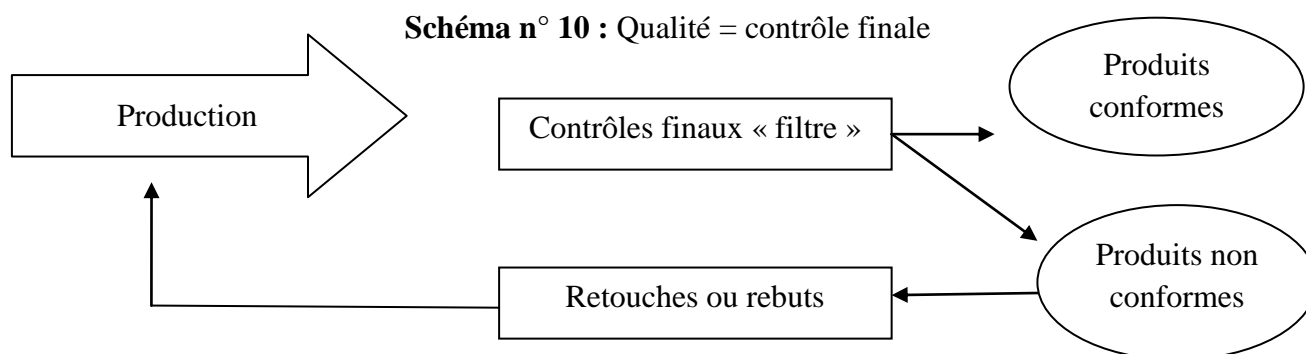 Schéma n° 10 : Qualité = contrôle finale
Production
Contrôles finaux « filtre »
Produits
conformes
Produits non
conformes
Retouches ou rebuts